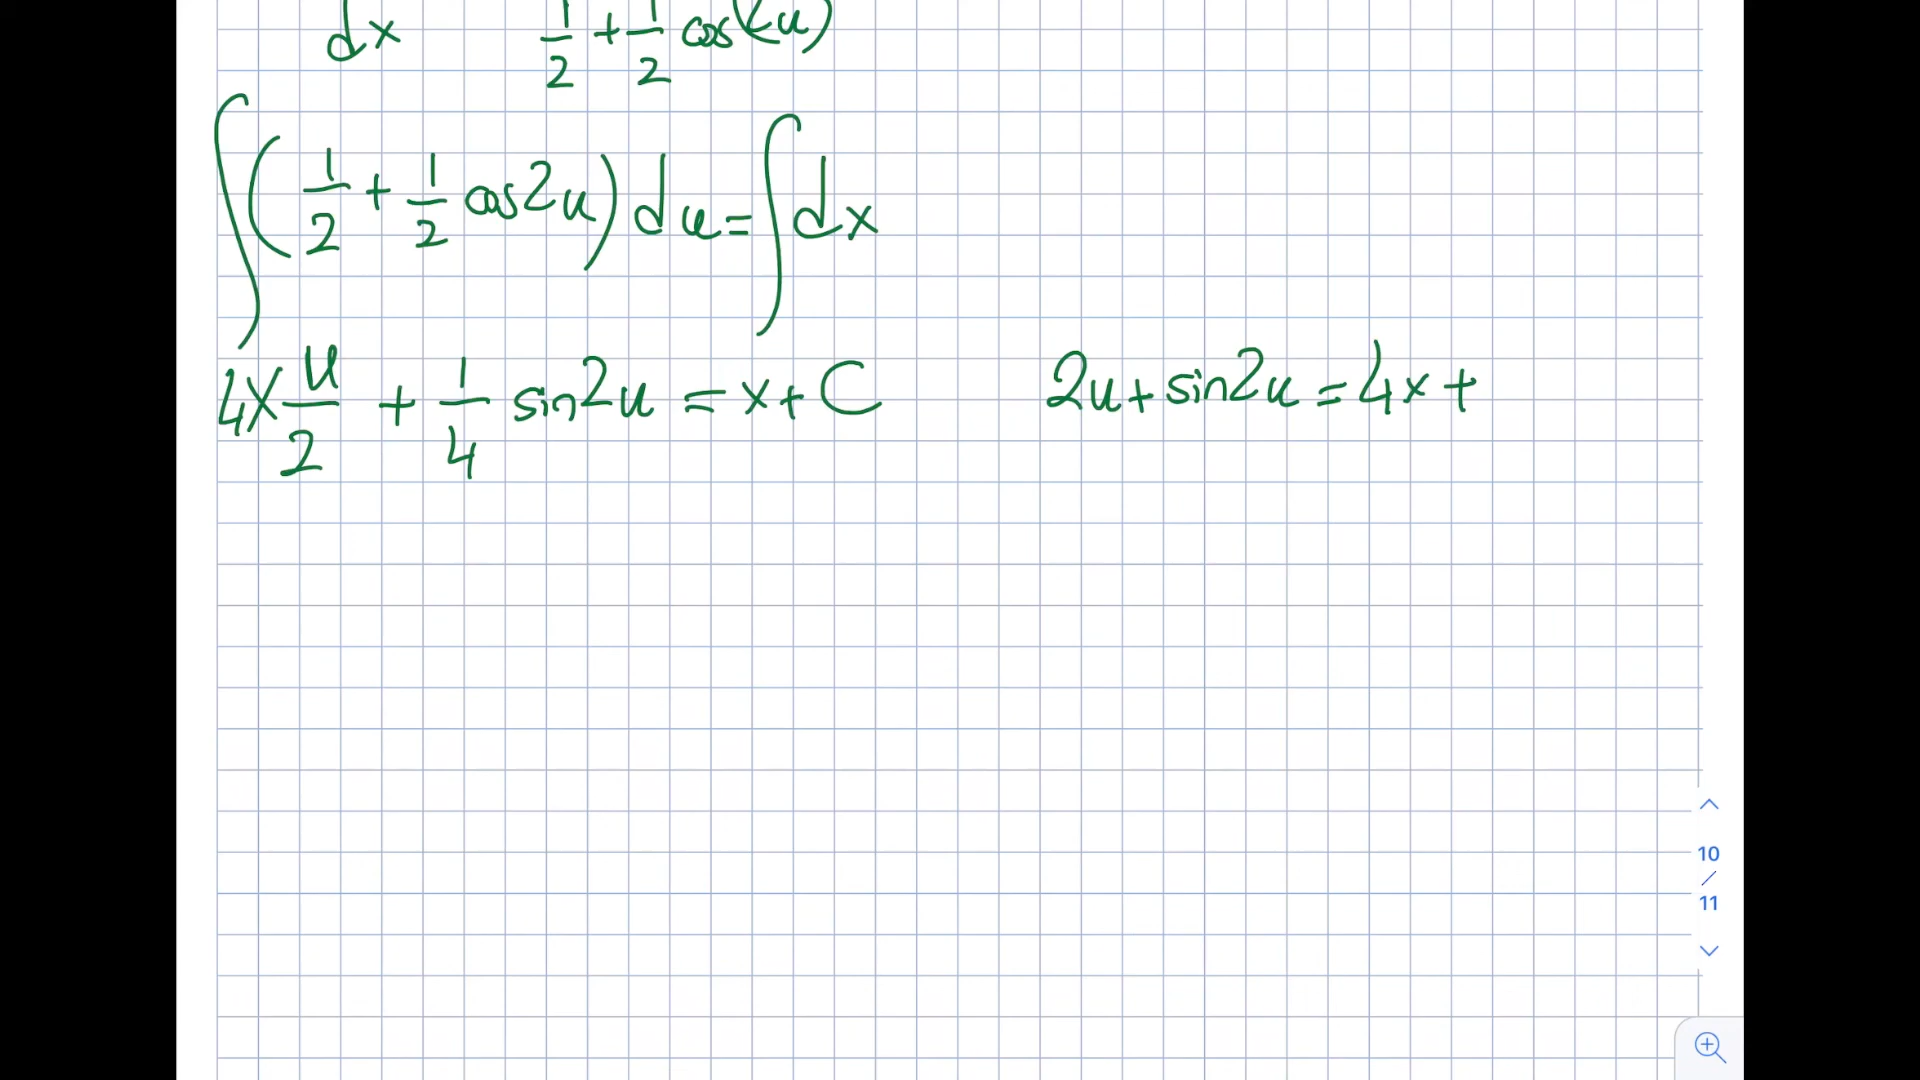 dx 1/2 + 1/2 cos(2u)
∫(1/2 + 1/2 cos2u)du = ∫dx
4× u/2 + 1/4 sin2u = x + C 2u + sin2u = 4x +
10
/
11